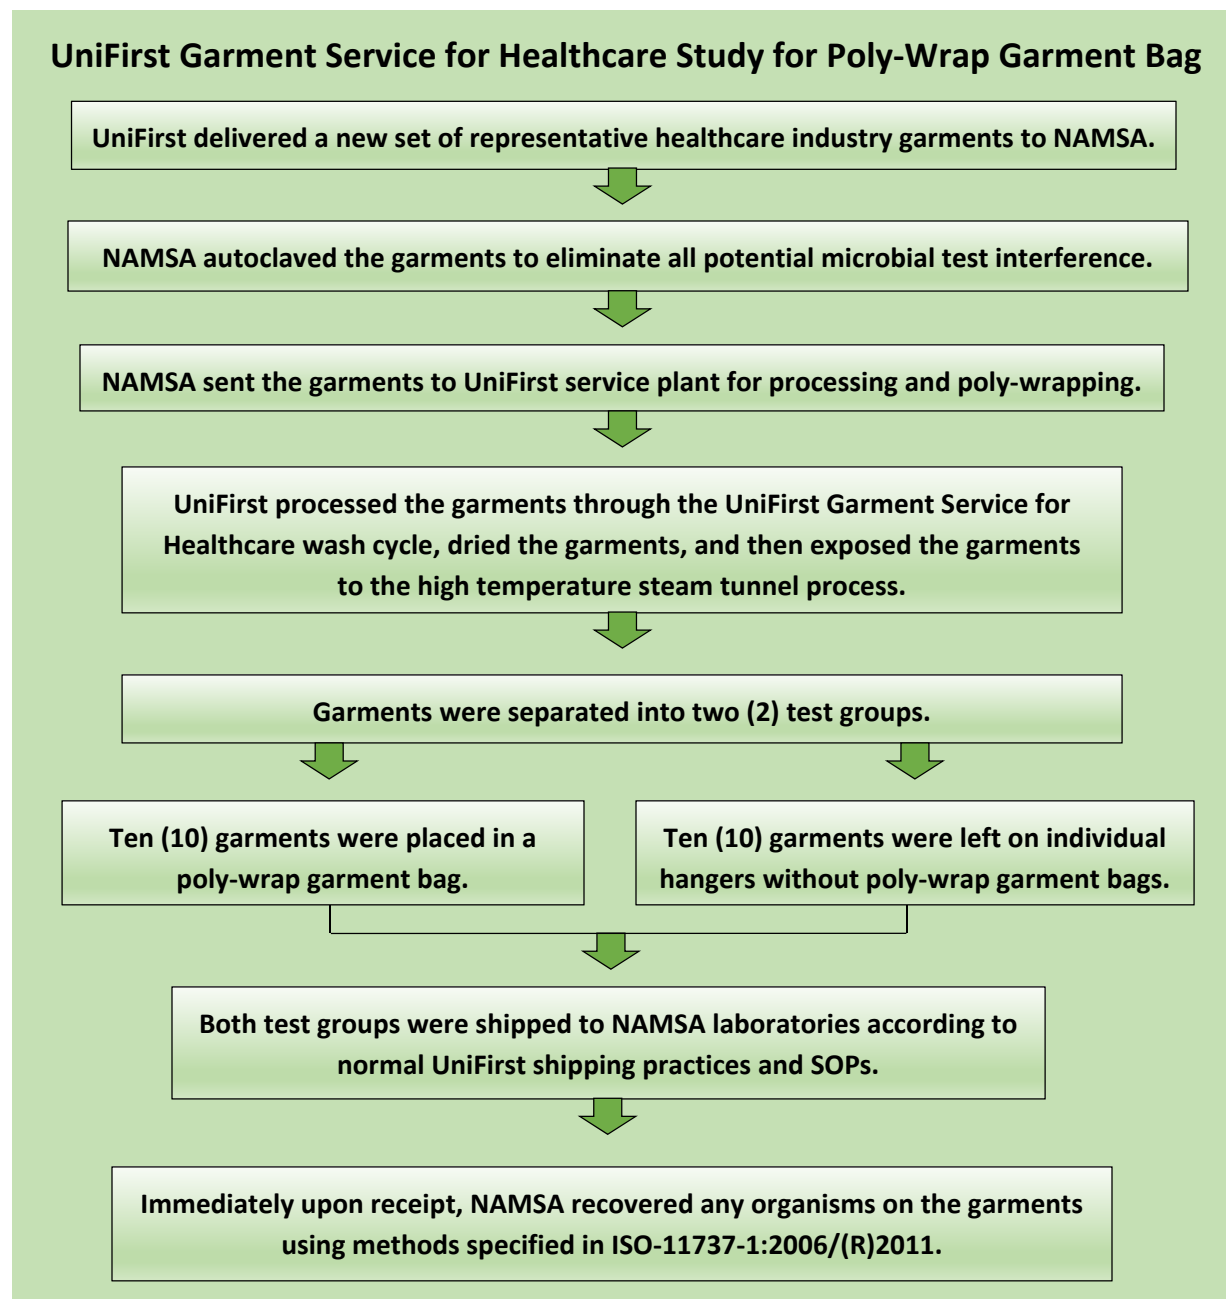 UniFirst Garment Service for Healthcare Study for Poly-Wrap Garment Bag
UniFirst delivered a new set of representative healthcare industry garments to NAMSA.
NAMSA autoclaved the garments to eliminate all potential microbial test interference.
NAMSA sent the garments to UniFirst service plant for processing and poly-wrapping.
UniFirst processed the garments through the UniFirst Garment Service for
Healthcare wash cycle, dried the garments, and then exposed the garments
to the high temperature steam tunnel process.
Garments were separated into two (2) test groups.
Ten (10) garments were placed in a
poly-wrap garment bag.
Ten (10) garments were left on individual
hangers without poly-wrap garment bags.
Both test groups were shipped to NAMSA laboratories according to
normal UniFirst shipping practices and SOPs.
Immediately upon receipt, NAMSA recovered any organisms on the garments
using methods specified in ISO-11737-1:2006/(R)2011.